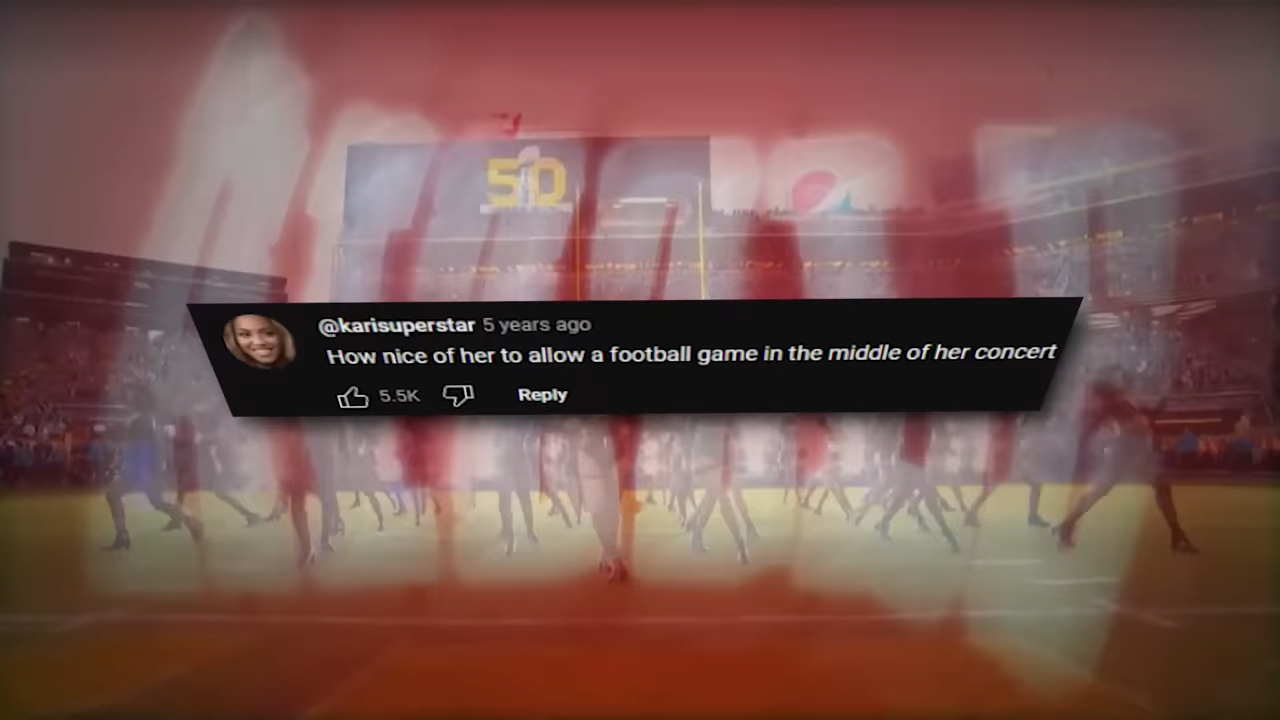 50
@karisuperstar 5 years ago
How nice of her to allow a football game in the middle of her concert
5.5K Reply